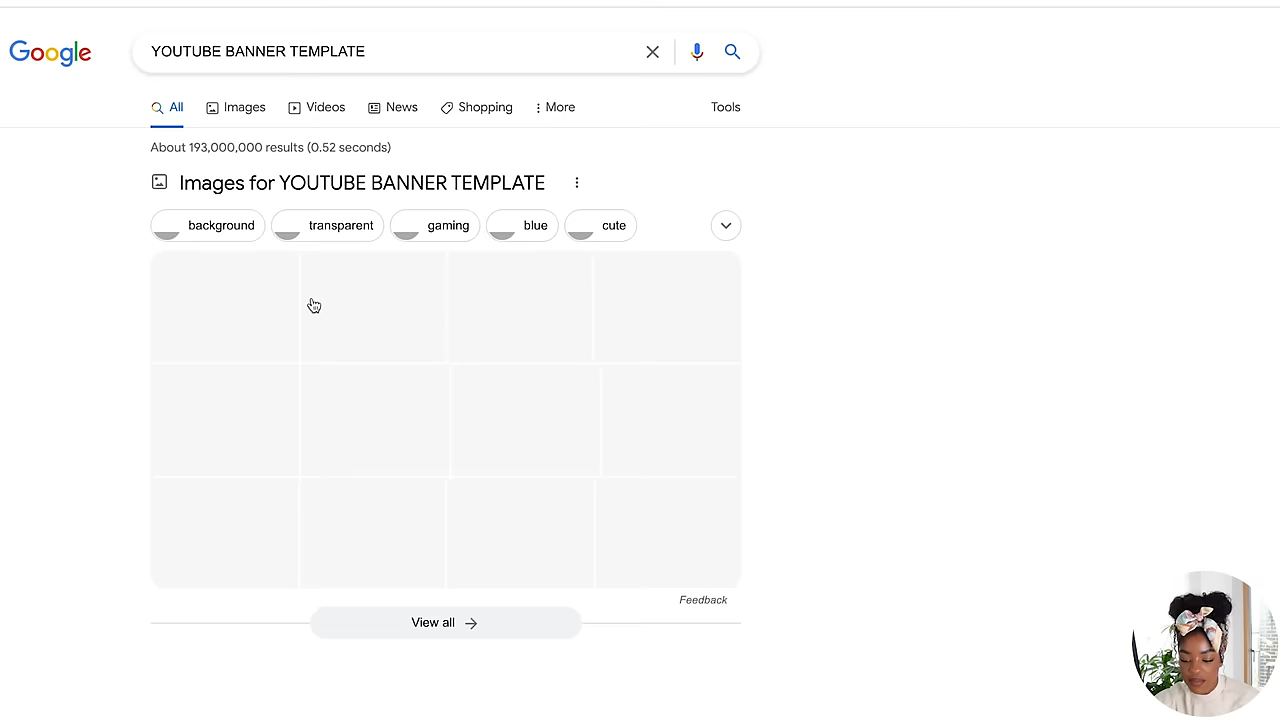 Google
YOUTUBE BANNER TEMPLATE
All Images Videos News Shopping More Tools
About 193,000,000 results (0.52 seconds)
Images for YOUTUBE BANNER TEMPLATE
background transparent gaming blue cute
Feedback
View all